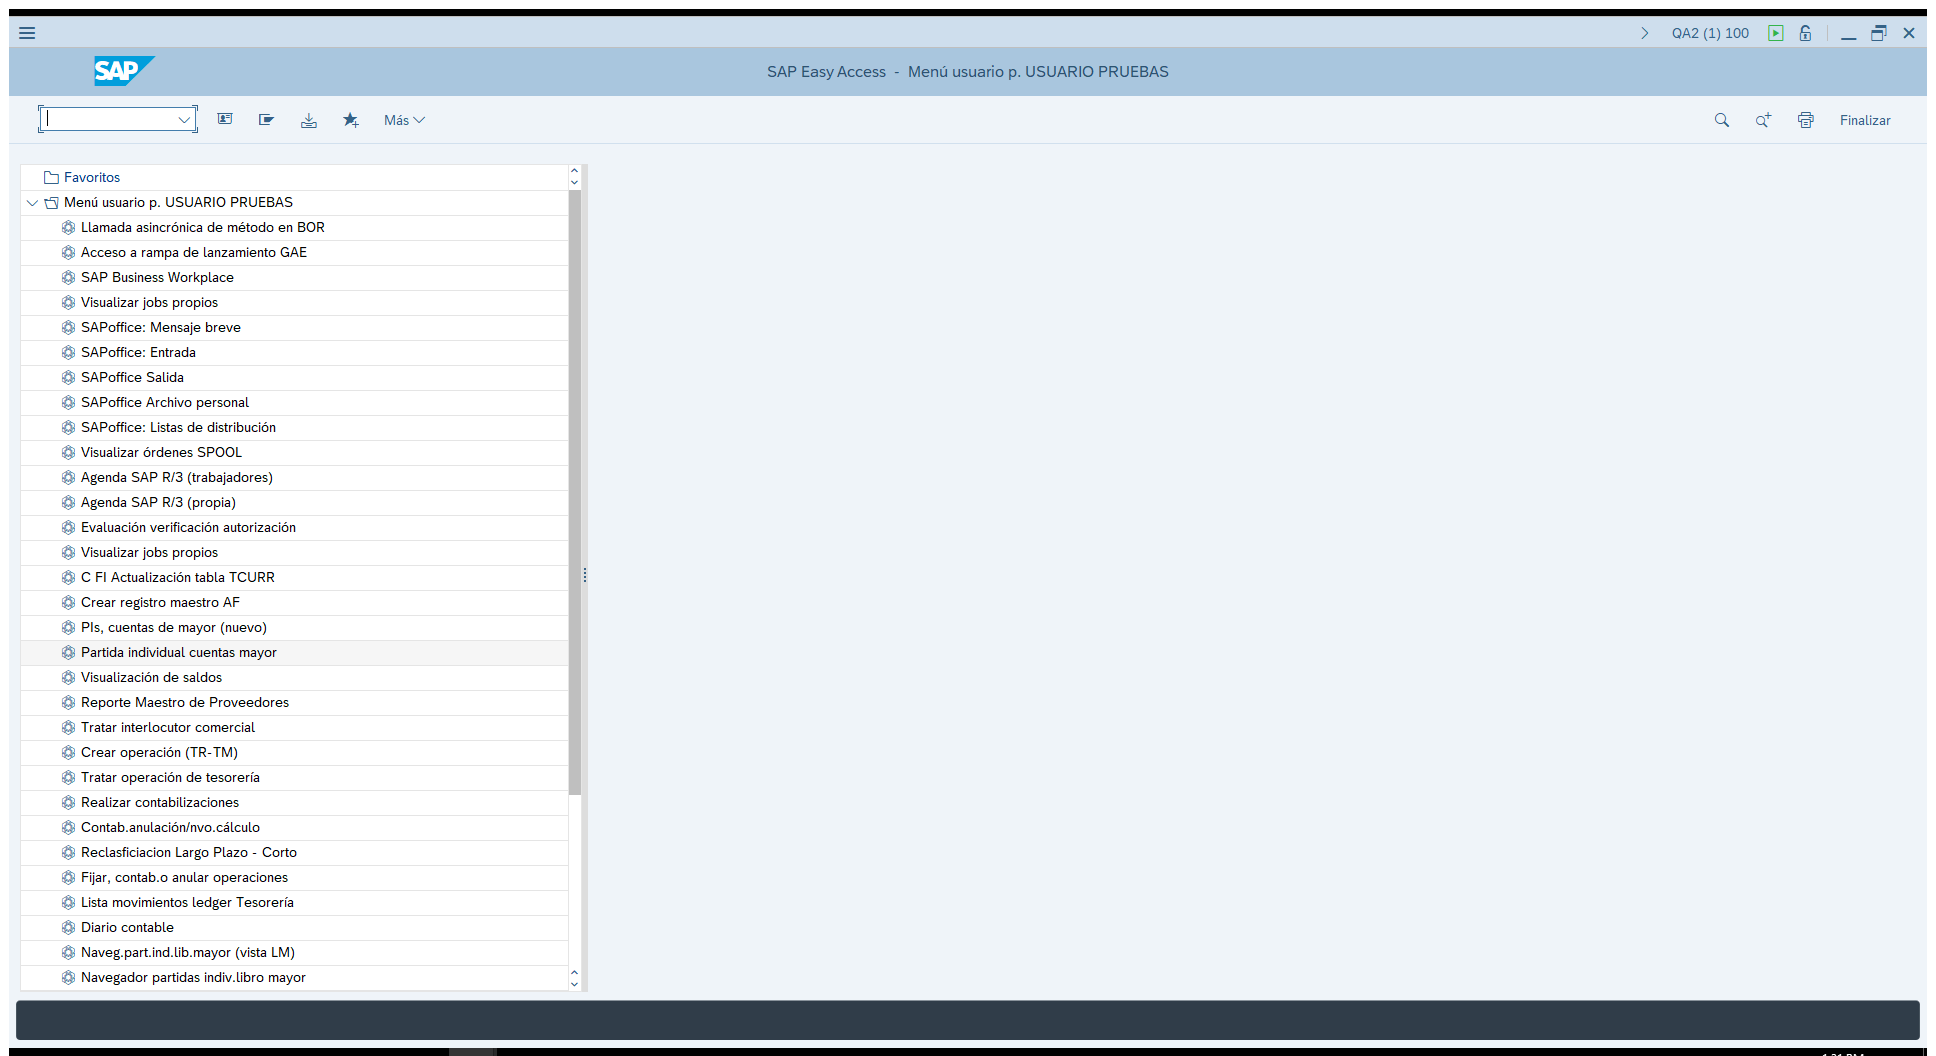 QA2 (1) 100
SAP
SAP Easy Access - Menú usuario p. USUARIO PRUEBAS
Más
Finalizar
Favoritos
Menú usuario p. USUARIO PRUEBAS
Llamada asincrónica de método en BOR
Acceso a rampa de lanzamiento GAE
SAP Business Workplace
Visualizar jobs propios
SAPoffice: Mensaje breve
SAPoffice: Entrada
SAPoffice Salida
SAPoffice Archivo personal
SAPoffice: Listas de distribución
Visualizar órdenes SPOOL
Agenda SAP R/3 (trabajadores)
Agenda SAP R/3 (propia)
Evaluación verificación autorización
Visualizar jobs propios
C FI Actualización tabla TCURR
Crear registro maestro AF
PIs, cuentas de mayor (nuevo)
Partida individual cuentas mayor
Visualización de saldos
Reporte Maestro de Proveedores
Tratar interlocutor comercial
Crear operación (TR-TM)
Tratar operación de tesorería
Realizar contabilizaciones
Contab.anulación/nvo.cálculo
Reclasficiacion Largo Plazo - Corto
Fijar, contab.o anular operaciones
Lista movimientos ledger Tesorería
Diario contable
Naveg.part.ind.lib.mayor (vista LM)
Navegador partidas indiv.libro mayor